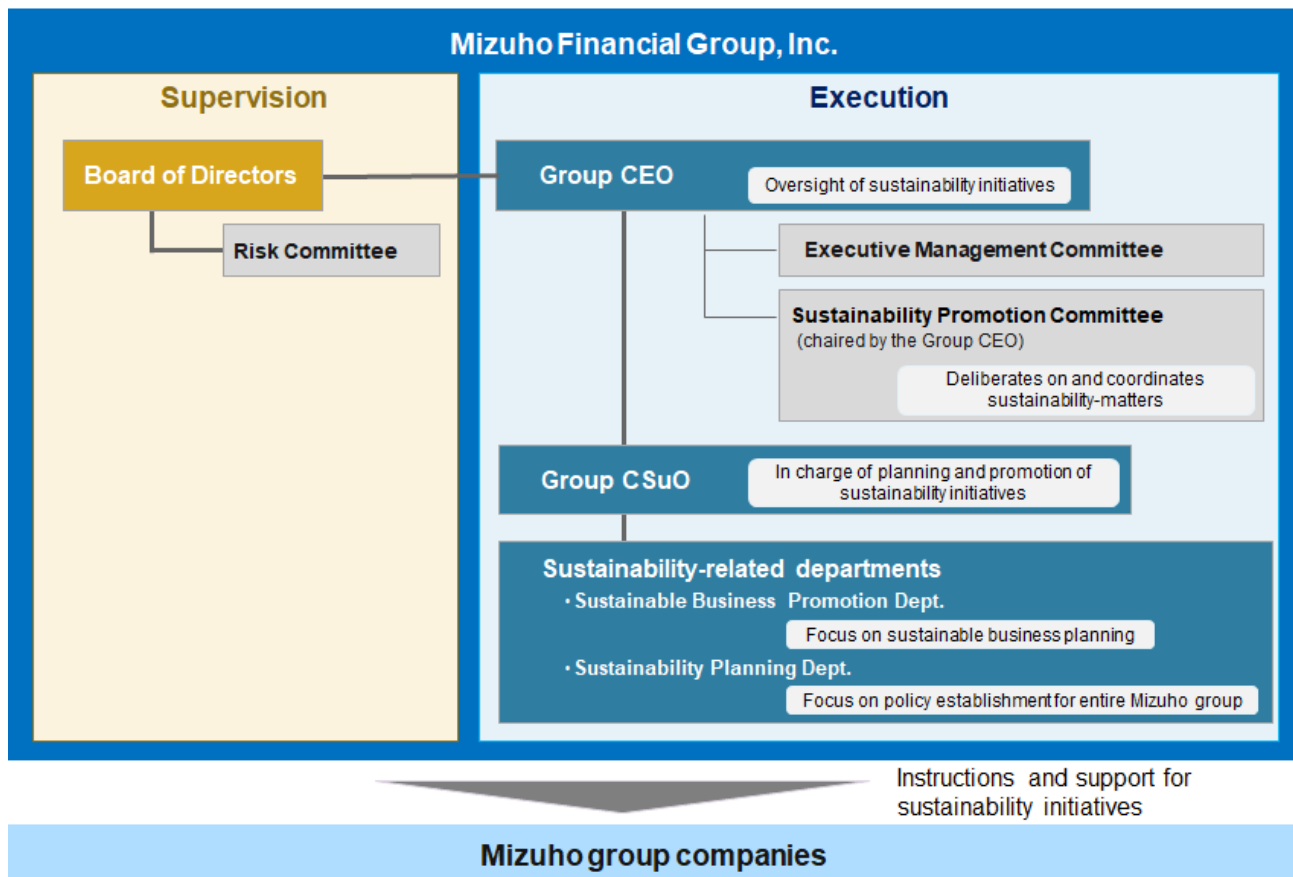 Mizuho Financial Group, Inc.
Supervision
Board of Directors
Risk Committee
Execution
Group CEO
Oversight of sustainability initiatives
Executive Management Committee
Sustainability Promotion Committee
(chaired by the Group CEO)
Deliberates on and coordinates
sustainability-matters
Group CSuO
In charge of planning and promotion of
sustainability initiatives
Sustainability-related departments
・Sustainable Business Promotion Dept.
Focus on sustainable business planning
・Sustainability Planning Dept.
Focus on policy establishment for entire Mizuho group
Instructions and support for
sustainability initiatives
Mizuho group companies